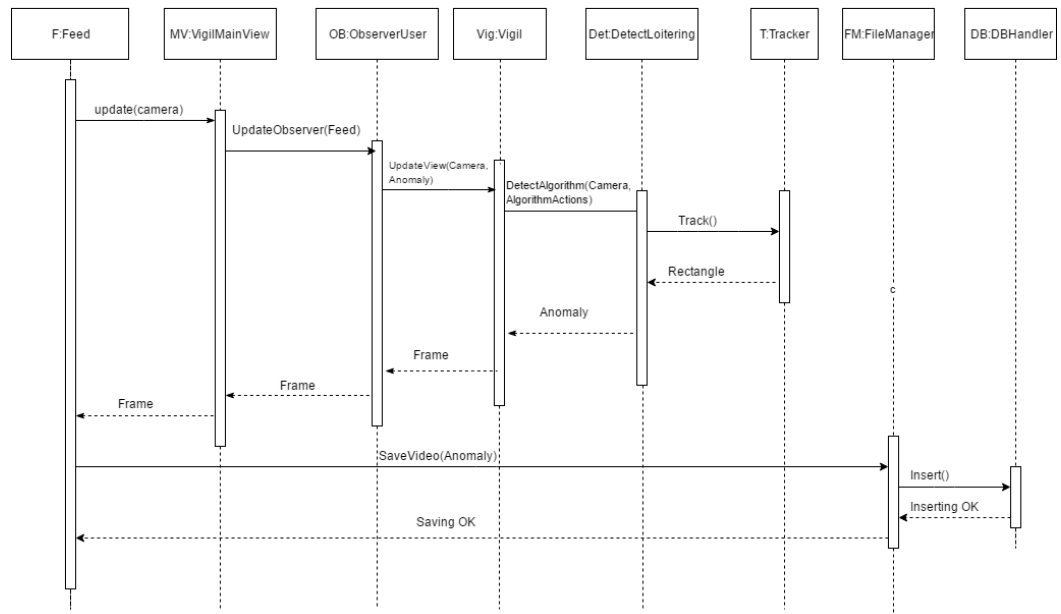 F:Feed
MV:VigilMainView
OB:ObserverUser
Vig:Vigil
Det:DetectLoitering
T:Tracker
FM:FileManager
DB:DBHandler
update(camera)
UpdateObserver(Feed)
UpdateView(Camera,
Anomaly)
DetectAlgorithm(Camera,
AlgorithmActions)
Track()
Rectangle
c
Anomaly
Frame
Frame
Frame
SaveVideo(Anomaly)
Insert()
Inserting OK
Saving OK